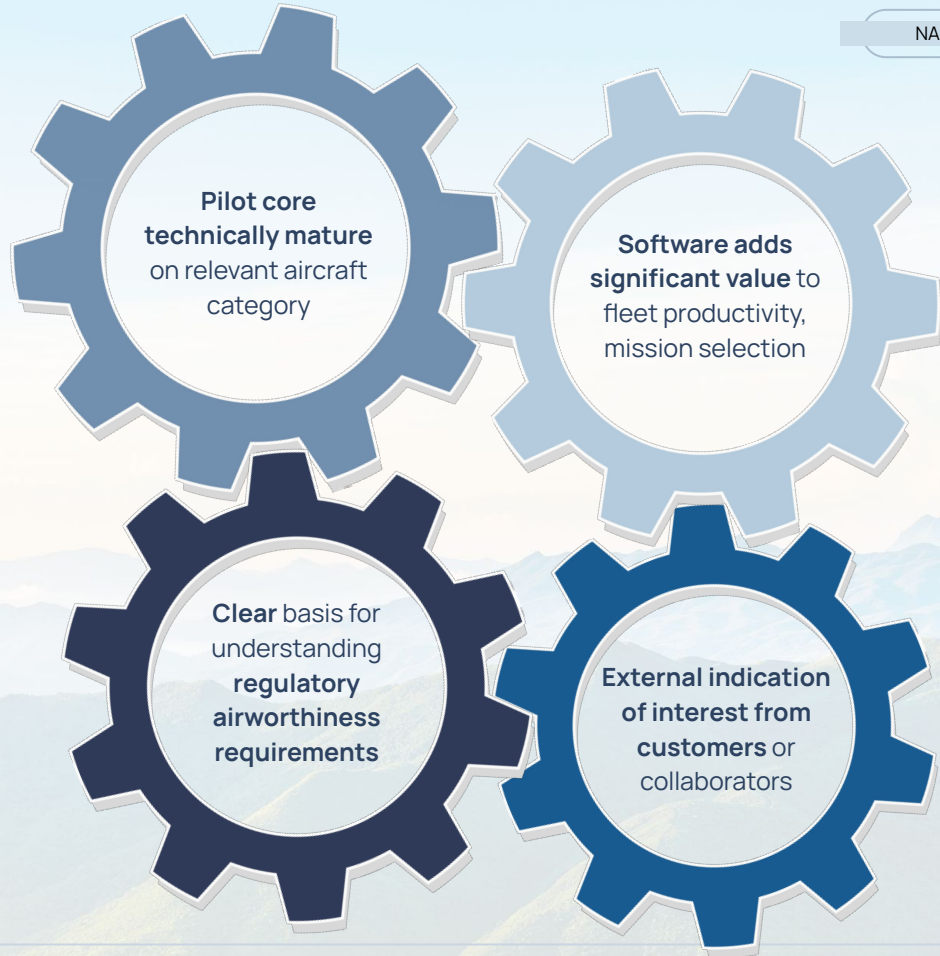 NA
Pilot core
technically mature
on relevant aircraft
category
Software adds
significant value to
fleet productivity,
mission selection
Clear basis for
understanding
regulatory
airworthiness
requirements
External indication
of interest from
customers or
collaborators